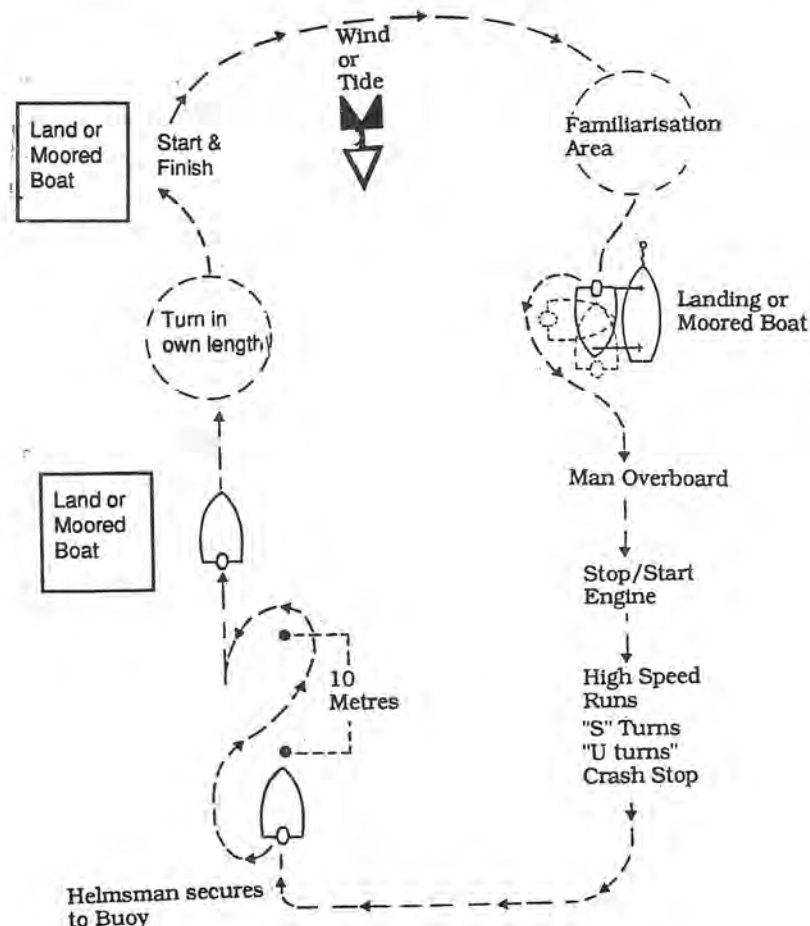 Wind
or
Tide
Land or
Moored
Boat
Start &
Finish
Familiarisation
Area
Turn in
own length
Landing or
Moored Boat
Man Overboard
Land or
Moored
Boat
Stop/Start
Engine
10
Metres
High Speed
Runs
"S" Turns
"U turns"
Crash Stop
Helmsman secures
to Buoy